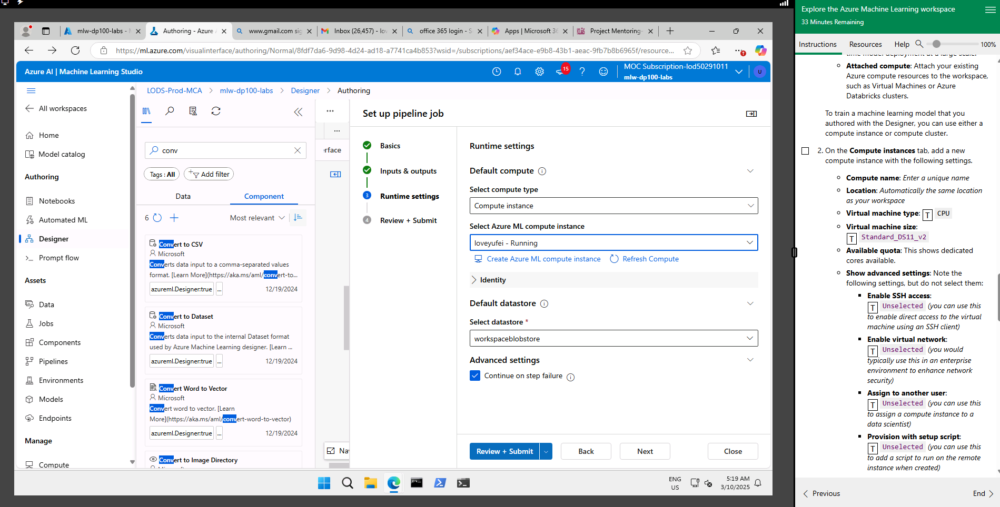 mlw-dp100-labs - M
Authoring - Azure A
www.gmail.com sig
Inbox (26,457) - lov
office 365 login - S
Apps | Microsoft 36
Project Mentoring-
https://ml.azure.com/visualinterface/authoring/Normal/8fdf7da6-9d98-4d24-ad18-a7741ca4b853?wsid=/subscriptions/aef34ace-e9b8-43b1-aeac-9fb7b8b6965f/resource...
Azure AI | Machine Learning Studio
15
MOC Subscription-lod50291011
mlw-dp100-labs
U
All workspaces
Home
Model catalog
Authoring
Notebooks
Automated ML
Designer
Prompt flow
Assets
Data
Jobs
Components
Pipelines
Environments
Models
Endpoints
Manage
Compute
LODS-Prod-MCA > mlw-dp100-labs > Designer > Authoring
conv
Tags : All
Add filter
Data
Component
6
Most relevant
Convert to CSV
Microsoft
Converts data input to a comma-separated values
format. [Learn More](https://aka.ms/aml/convert-to...
azureml.Designer:true
...
12/19/2024
Convert to Dataset
Microsoft
Converts data input to the internal Dataset format
used by Azure Machine Learning designer. [Learn ...
azureml.Designer:true
...
12/19/2024
Convert Word to Vector
Microsoft
Convert word to vector. [Learn
More](https://aka.ms/aml/convert-word-to-vector)
azureml.Designer:true
...
12/19/2024
Convert to Image Directory
...
...
erface
Nav
Set up pipeline job
Basics
Inputs & outputs
3 Runtime settings
4 Review + Submit
Runtime settings
Default compute
Select compute type
Compute instance
Select Azure ML compute instance
loveyufei - Running
Create Azure ML compute instance
Refresh Compute
Identity
Default datastore
Select datastore *
workspaceblobstore
Advanced settings
Continue on step failure
Review + Submit
Back
Next
Close
ENG
US
5:19 AM
3/10/2025
Explore the Azure Machine Learning workspace
33 Minutes Remaining
Instructions
Resources
Help
100%
time model deployment at a large scale.
Attached compute: Attach your existing
Azure compute resources to the workspace,
such as Virtual Machines or Azure
Databricks clusters.
To train a machine learning model that you
authored with the Designer, you can use either a
compute instance or compute cluster.
2. On the Compute instances tab, add a new
compute instance with the following settings.
Compute name: Enter a unique name
Location: Automatically the same location
as your workspace
Virtual machine type: T CPU
Virtual machine size:
T Standard_DS11_v2
Available quota: This shows dedicated
cores available.
Show advanced settings: Note the
following settings, but do not select them:
Enable SSH access:
T Unselected (you can use this
to enable direct access to the virtual
machine using an SSH client)
Enable virtual network:
T Unselected (you would
typically use this in an enterprise
environment to enhance network
security)
Assign to another user:
T Unselected (you can use this
to assign a compute instance to a
data scientist)
Provision with setup script:
T Unselected (you can use this
to add a script to run on the remote
instance when created)
Previous
End